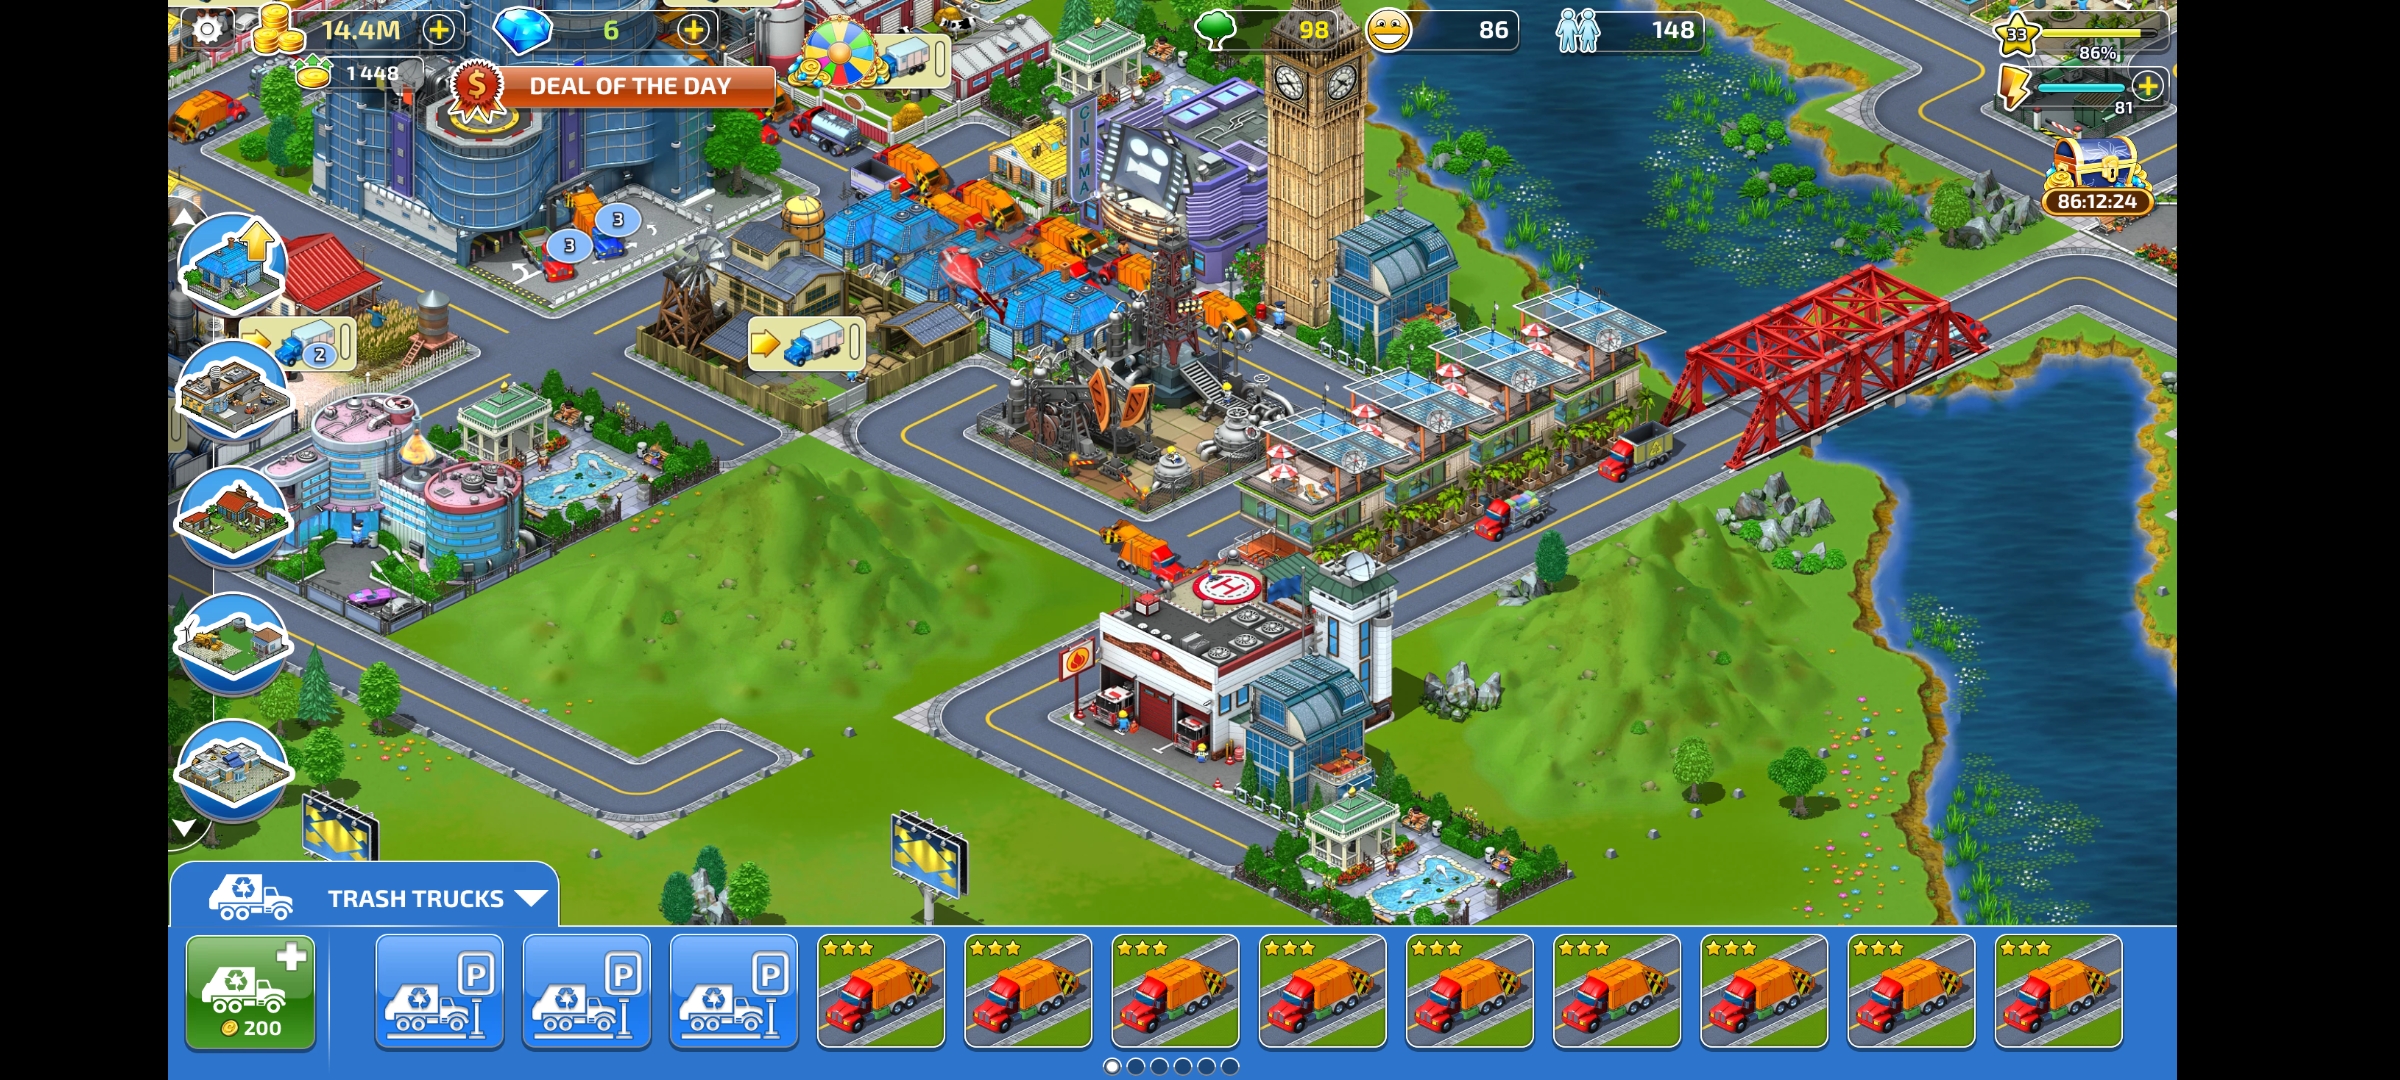 14.4M
6
98
86
148
33
86%
1 448
DEAL OF THE DAY
81
CINEMA
86:12:24
3
3
2
H
TRASH TRUCKS
200
P
P
P